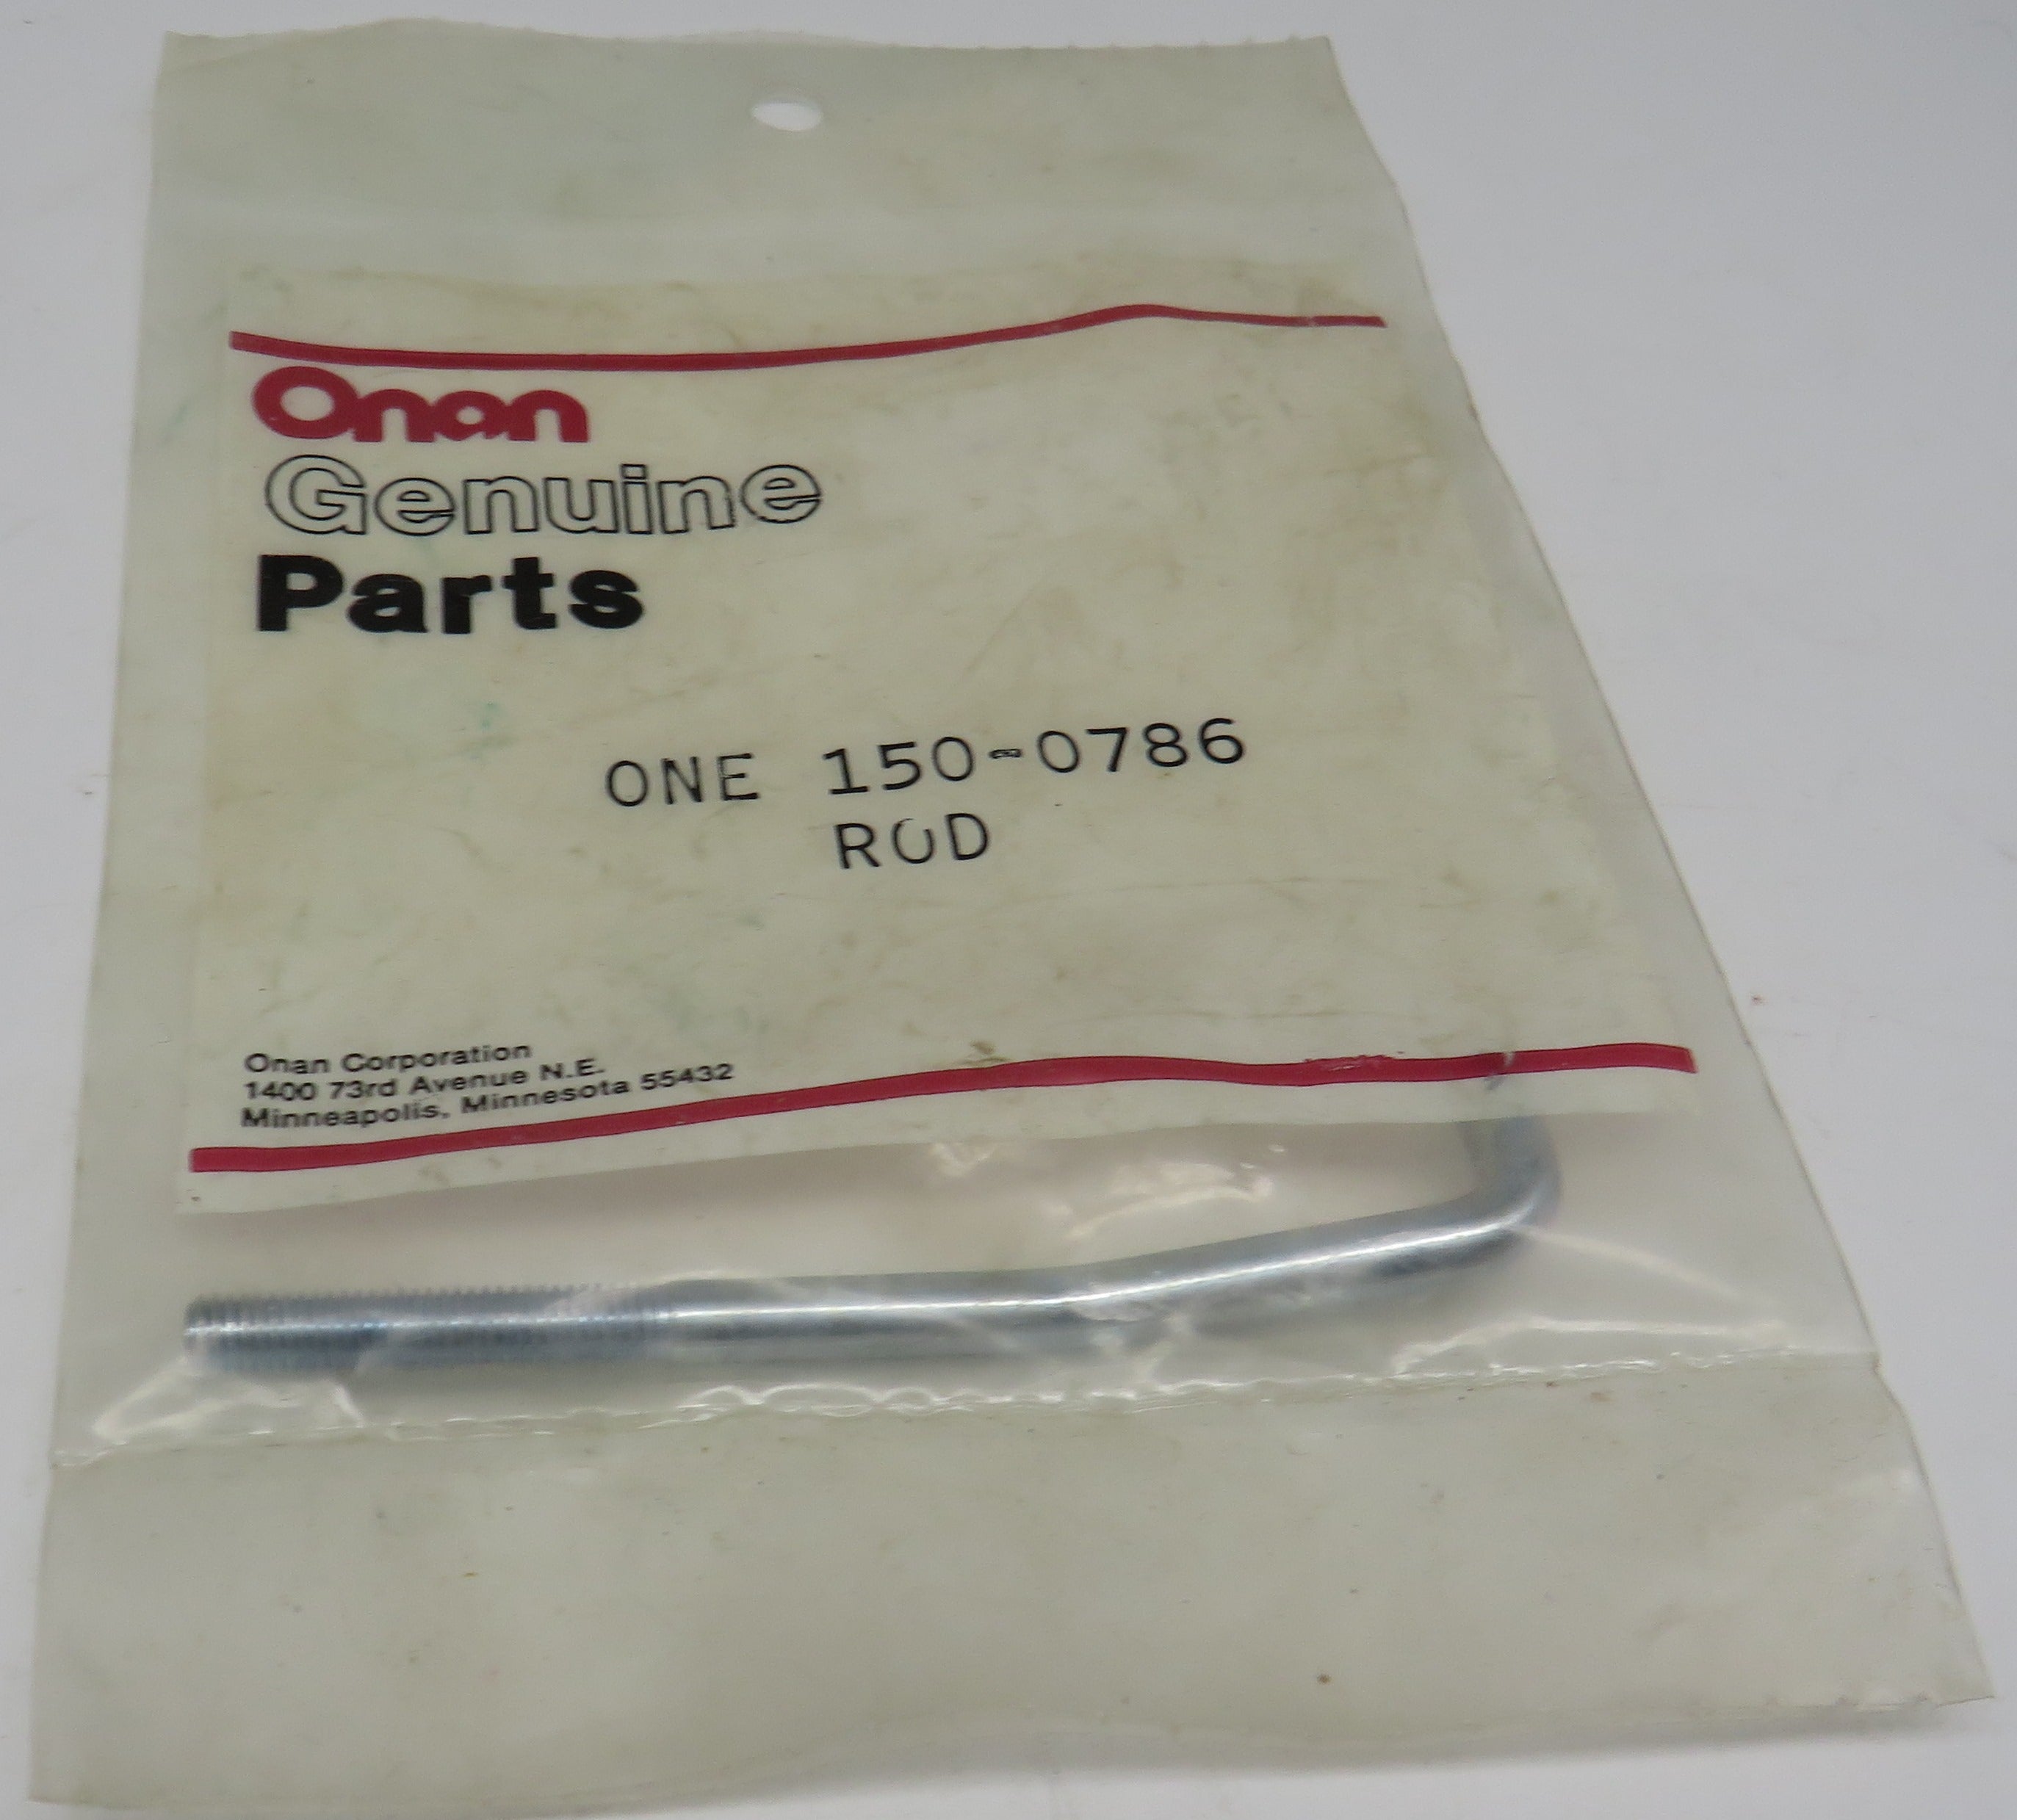 Onan
Genuine
Parts
ONE 150-0786
ROD
Onan Corporation
1400 73rd Avenue N.E.
Minneapolis, Minnesota 55432